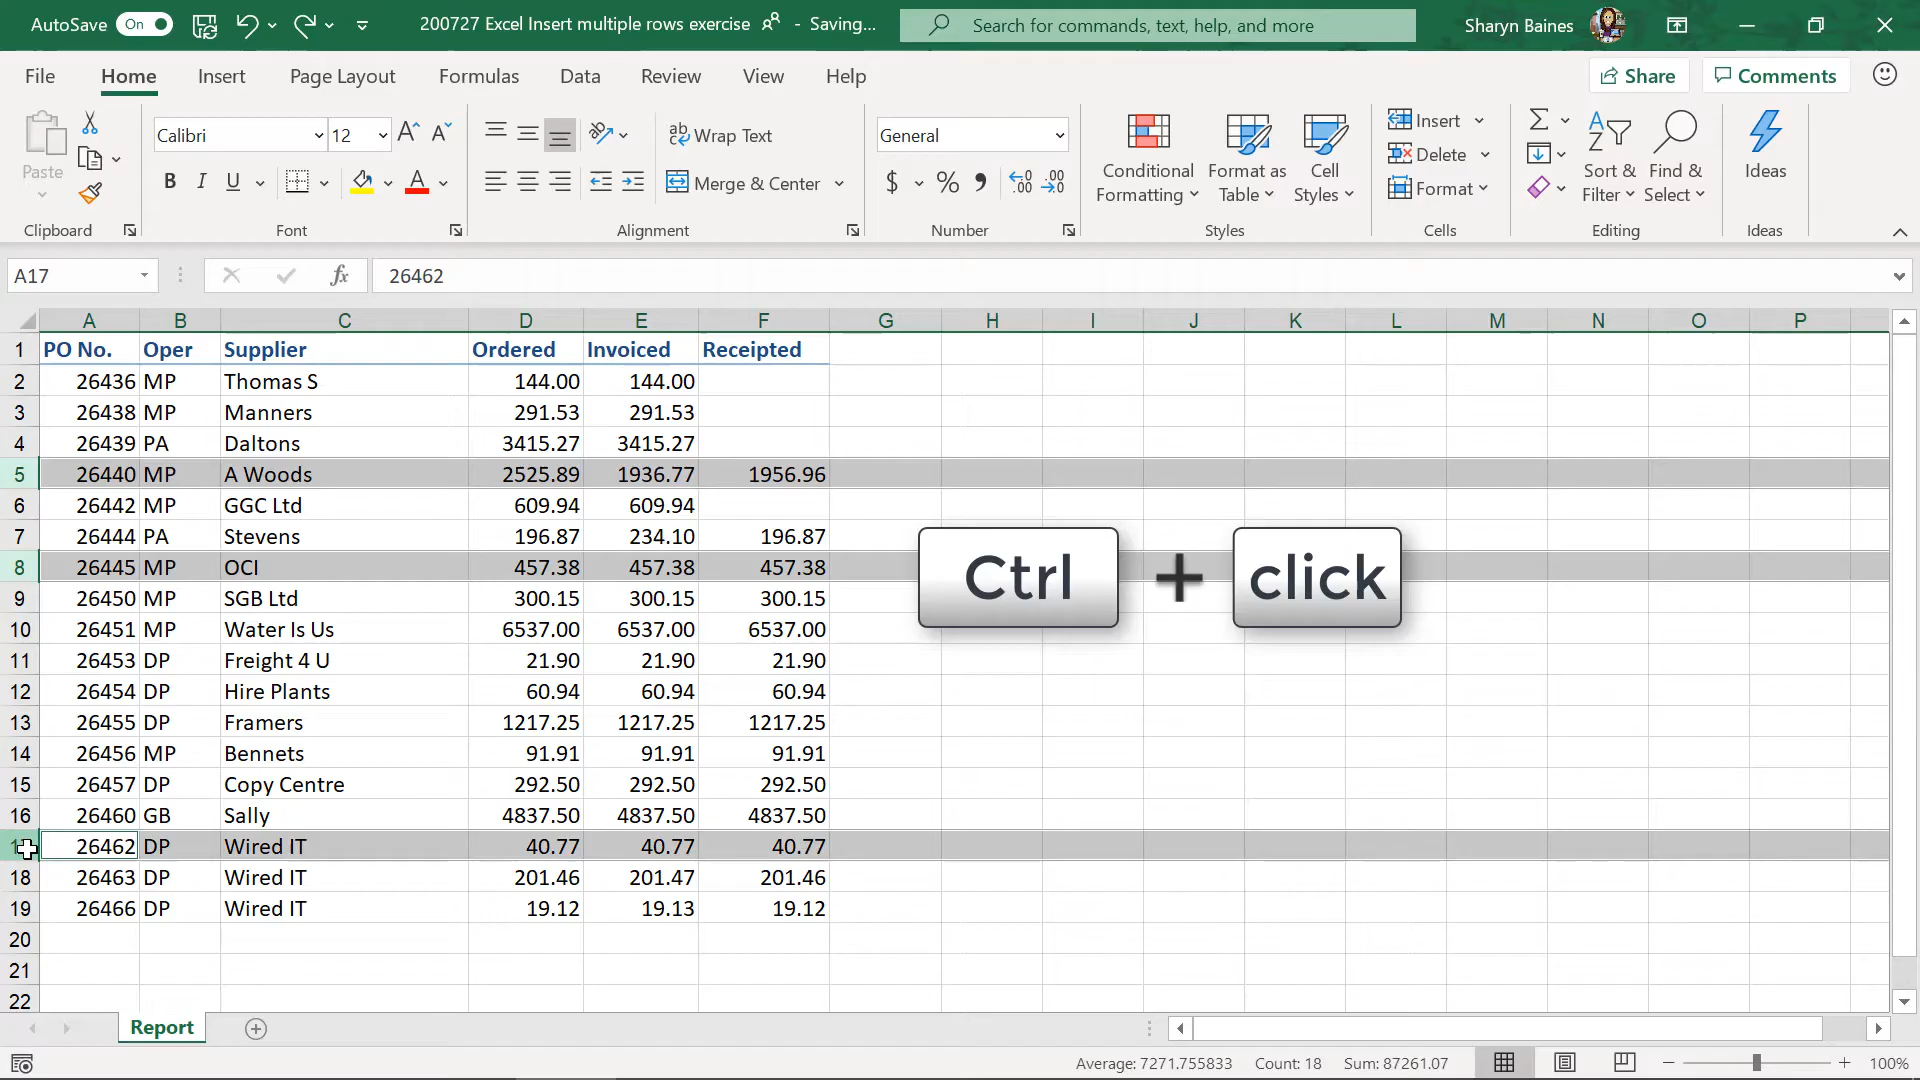 AutoSave On 200727 Excel Insert multiple rows exercise - Saving... Search for commands, text, help, and more Sharyn Baines
File Home Insert Page Layout Formulas Data Review View Help Share Comments
Paste
Clipboard
Calibri 12
B I U
Font
Wrap Text
Merge & Center
Alignment
General
$ % 9
Number
Conditional Formatting
Format as Table
Cell Styles
Styles
Insert
Delete
Format
Cells
Sort & Filter
Find & Select
Editing
Ideas
Ideas
A17 fx 26462
A B C D E F G H I J K L M N O P
1 PO No. Oper Supplier Ordered Invoiced Receipted
2 26436 MP Thomas S 144.00 144.00
3 26438 MP Manners 291.53 291.53
4 26439 PA Daltons 3415.27 3415.27
5 26440 MP A Woods 2525.89 1936.77 1956.96
6 26442 MP GGC Ltd 609.94 609.94
7 26444 PA Stevens 196.87 234.10 196.87
8 26445 MP OCI 457.38 457.38 457.38
Ctrl + click
9 26450 MP SGB Ltd 300.15 300.15 300.15
10 26451 MP Water Is Us 6537.00 6537.00 6537.00
11 26453 DP Freight 4 U 21.90 21.90 21.90
12 26454 DP Hire Plants 60.94 60.94 60.94
13 26455 DP Framers 1217.25 1217.25 1217.25
14 26456 MP Bennets 91.91 91.91 91.91
15 26457 DP Copy Centre 292.50 292.50 292.50
16 26460 GB Sally 4837.50 4837.50 4837.50
26462 DP Wired IT 40.77 40.77 40.77
18 26463 DP Wired IT 201.46 201.47 201.46
19 26466 DP Wired IT 19.12 19.13 19.12
20
21
22
Report
Average: 7271.755833 Count: 18 Sum: 87261.07 100%